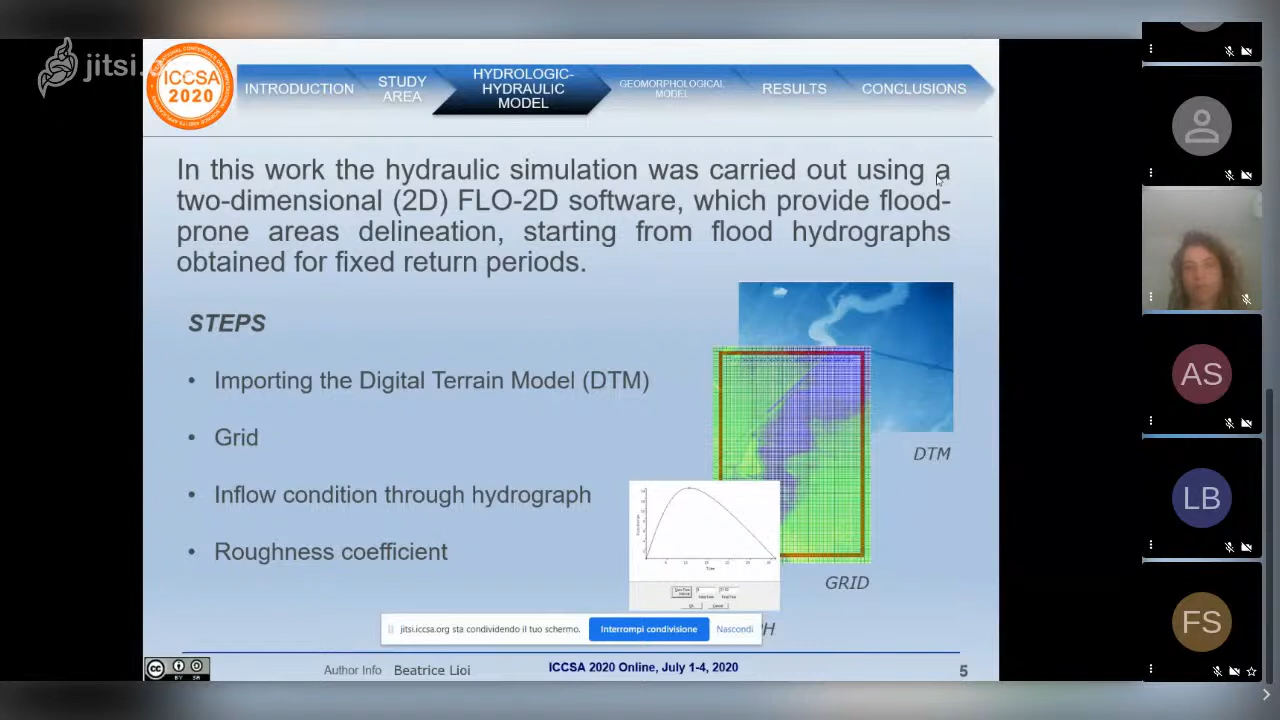 jitsi.
ICCSA
2020
INTRODUCTION
STUDY
AREA
HYDROLOGIC-
HYDRAULIC
MODEL
GEOMORPHOLOGICAL
MODEL
RESULTS
CONCLUSIONS
In this work the hydraulic simulation was carried out using a
two-dimensional (2D) FLO-2D software, which provide flood-
prone areas delineation, starting from flood hydrographs
obtained for fixed return periods.
STEPS
• Importing the Digital Terrain Model (DTM)
• Grid
• Inflow condition through hydrograph
• Roughness coefficient
DTM
GRID
PH
jitsi.iccsa.org sta condividendo il tuo schermo.
Interrompi condivisione
Nascondi
CC BY SA
Author Info Beatrice Lioi
ICCSA 2020 Online, July 1-4, 2020
5
AS
LB
FS